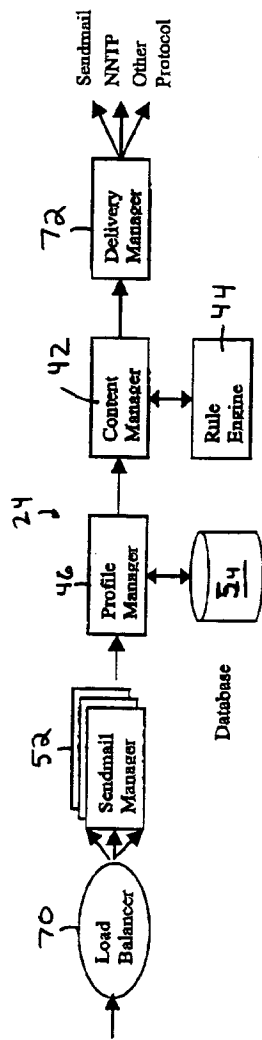 70
Load
Balancer
52
Sendmail
Manager
24
46
Profile
Manager
54
Database
42
Content
Manager
44
Rule
Engine
72
Delivery
Manager
Sendmail
NNTP
Other
Protocol